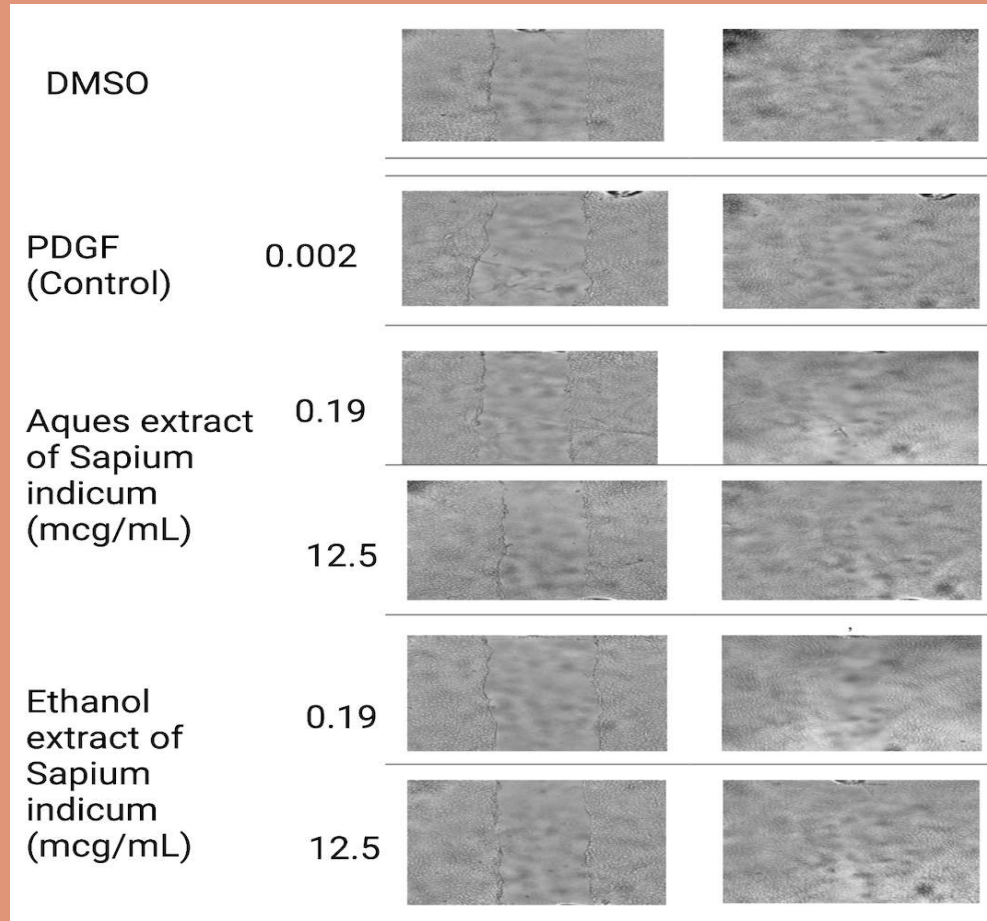 DMSO
PDGF
(Control)
0.002
Aques extract
of Sapium
indicum
(mcg/mL)
0.19
12.5
Ethanol
extract of
Sapium
indicum
(mcg/mL)
0.19
12.5